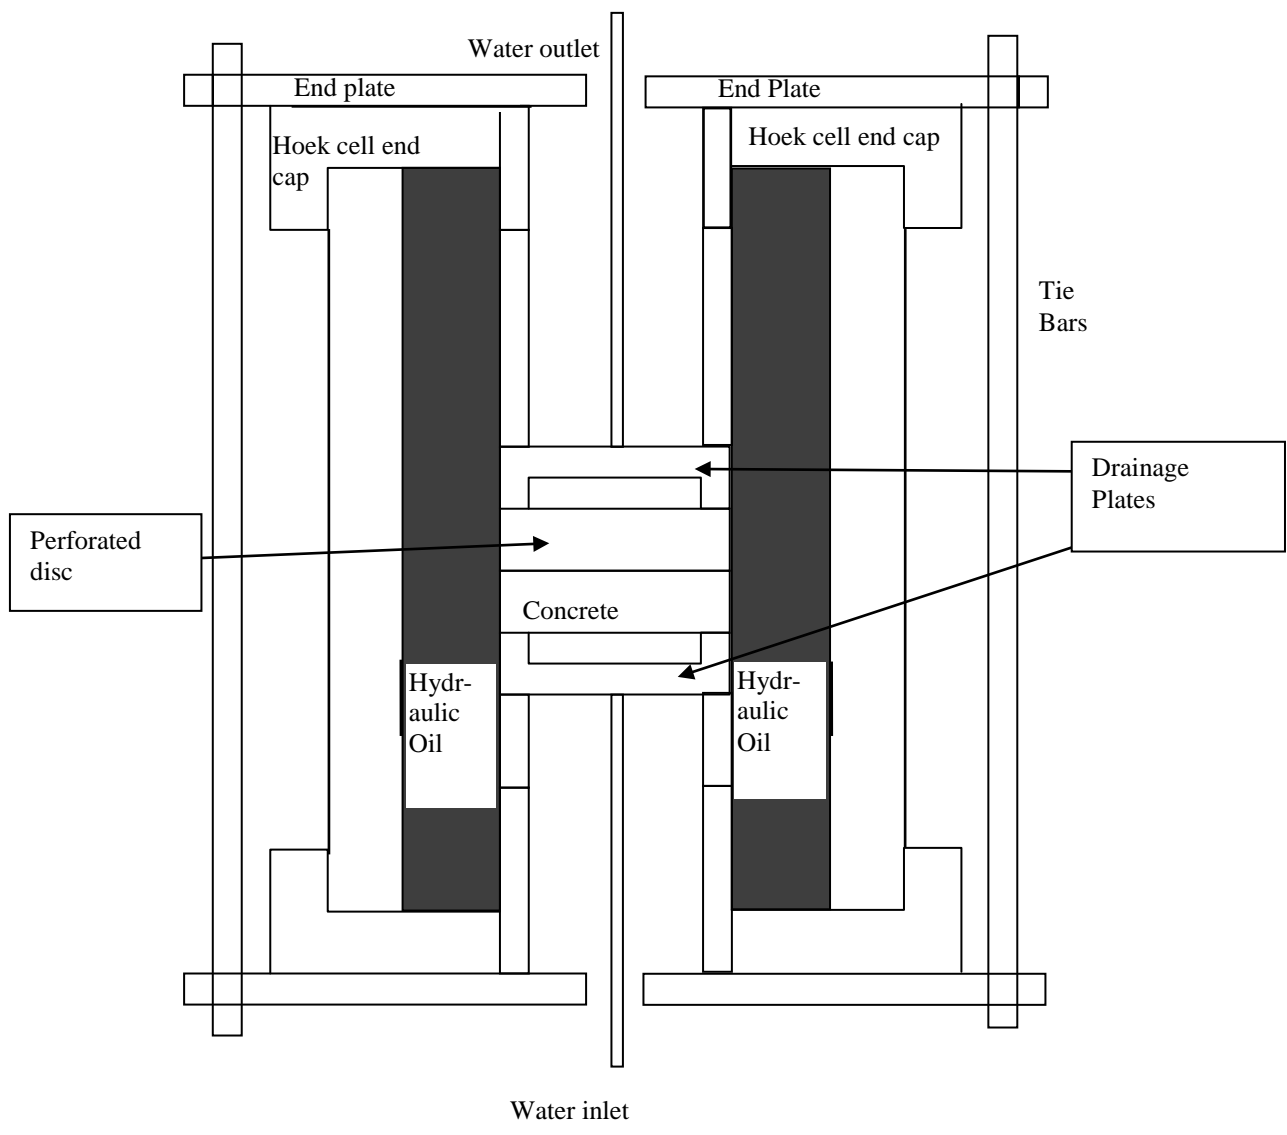 Water outlet
End plate
End Plate
Hoek cell end
cap
Hoek cell end cap
Tie
Bars
Drainage
Plates
Perforated
disc
Concrete
Hydr-
aulic
Oil
Hydr-
aulic
Oil
Water inlet